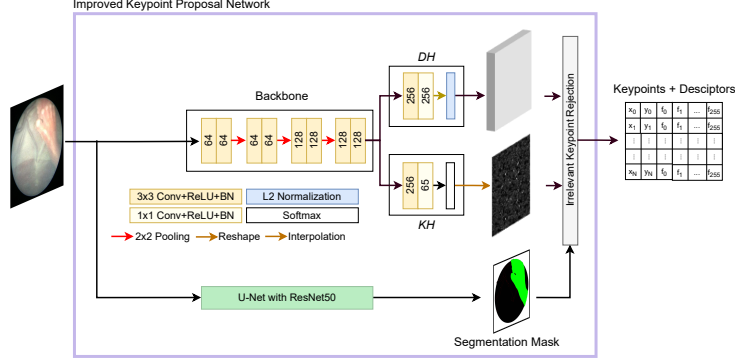 Improved Keypoint Proposal Network
DH
Backbone
64 64 64 64 128 128 128 128
256 256
256 65
KH
3x3 Conv+ReLU+BN
L2 Normalization
1x1 Conv+ReLU+BN
Softmax
2x2 Pooling
Reshape
Interpolation
U-Net with ResNet50
Segmentation Mask
Irrelevant Keypoint Rejection
Keypoints + Desciptors
x0 y0 f0 f1 ... f255
x1 y1 f0 f1 ... f255
xN yN f0 f1 ... f255